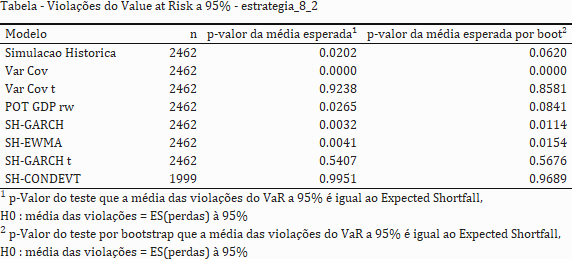 Tabela - Violações do Value at Risk a 95% - estrategia_8_2
Modelo n p-valor da média esperada¹ p-valor da média esperada por boot²
Simulacao Historica 2462 0.0202 0.0620
Var Cov 2462 0.0000 0.0000
Var Cov t 2462 0.9238 0.8581
POT GDP rw 2462 0.0265 0.0841
SH-GARCH 2462 0.0032 0.0114
SH-EWMA 2462 0.0041 0.0154
SH-GARCH t 2462 0.5407 0.5676
SH-CONDEVT 1999 0.9951 0.9689
¹ p-Valor do teste que a média das violações do VaR a 95% é igual ao Expected Shortfall,
H0 : média das violações = ES(perdas) à 95%
² p-Valor do teste por bootstrap que a média das violações do VaR a 95% é igual ao Expected Shortfall,
H0 : média das violações = ES(perdas) à 95%